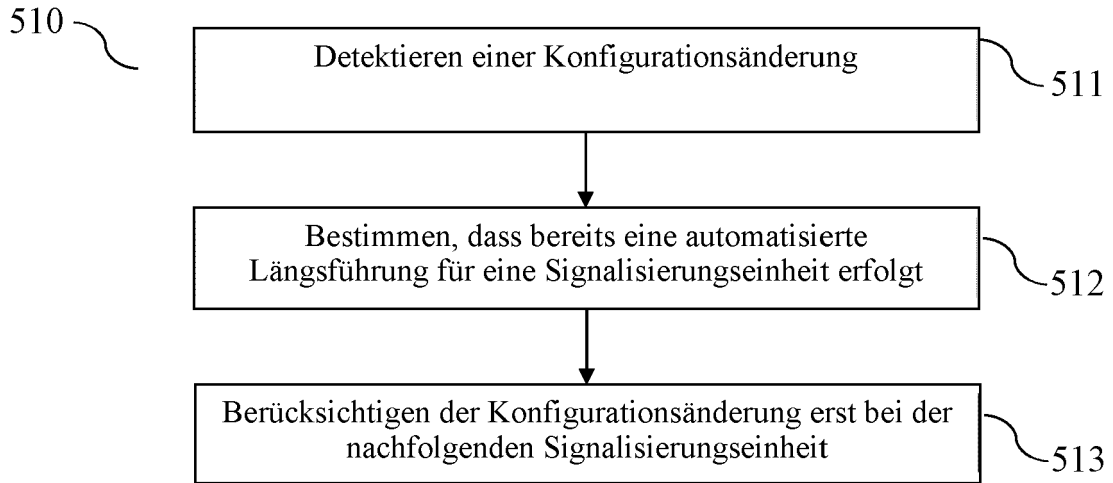 510
Detektieren einer Konfigurationsänderung
511
Bestimmen, dass bereits eine automatisierte
Längsführung für eine Signalisierungseinheit erfolgt
512
Berücksichtigen der Konfigurationsänderung erst bei der
nachfolgenden Signalisierungseinheit
513